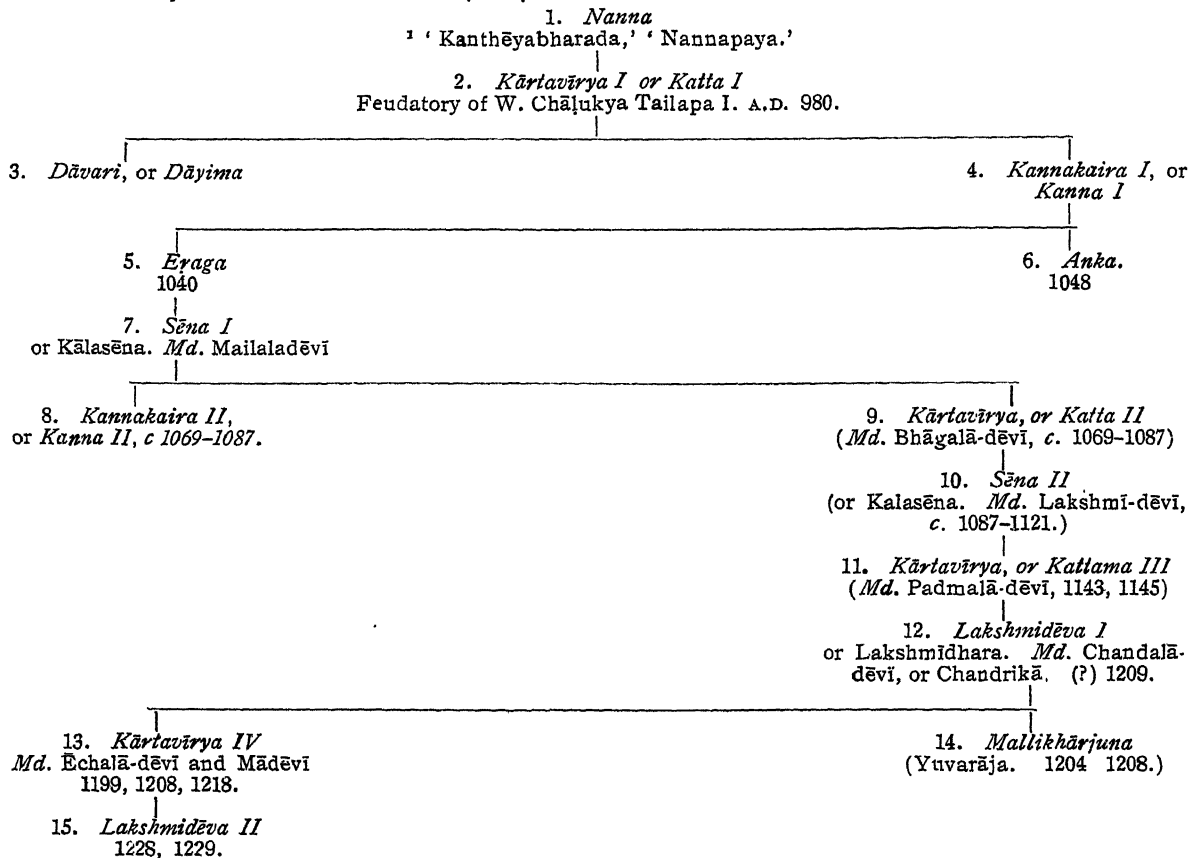 1. Nanna
¹ ‘ Kanthēyabharada,’ ‘ Nannapaya.’
2. Kārtavīrya I or Katta I
Feudatory of W. Chāḷukya Tailapa I. A.D. 980.
3. Dāvari, or Dāyima
4. Kannakaira I, or
Kanna I
5. Eṛaga
1040
6. Anka.
1048
7. Sēna I
or Kālasēna. Md. Mailaladēvī
8. Kannakaira II,
or Kanna II, c 1069–1087.
9. Kārtavīrya, or Katta II
(Md. Bhāgalā-dēvī, c. 1069–1087)
10. Sēna II
(or Kalasēna. Md. Lakshmī-dēvī,
c. 1087–1121.)
11. Kārtavīrya, or Kattama III
(Md. Padmalā-dēvī, 1143, 1145)
12. Lakshmidēva I
or Lakshmīdhara. Md. Chandalā-
dēvī, or Chandrikā. (?) 1209.
13. Kārtavīrya IV
Md. Ēchalā-dēvī and Mādēvī
1199, 1208, 1218.
14. Mallikhārjuna
(Yuvarāja. 1204 1208.)
15. Lakshmidēva II
1228, 1229.